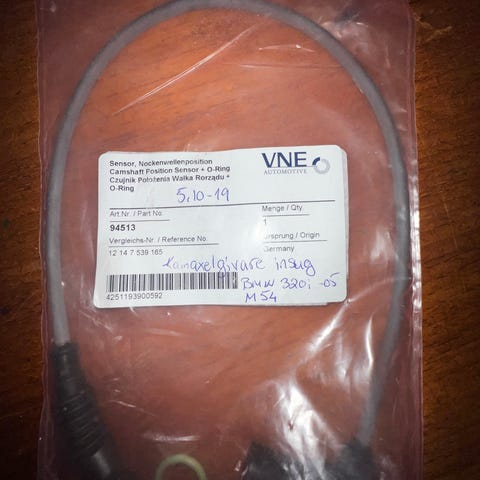 Sensor, Nockenwellenposition
Camshaft Position Sensor + O-Ring
Czujnik Położenia Wałka Rorządu +
O-Ring
VNE
AUTOMOTIVE
5,10-19
Art.Nr. / Part No.
94513
Menge / Qty.
1
Vergleichs-Nr. / Reference No.
12 14 7 539 165
Ursprung / Origin
Germany
Kamaxelgivare insug
BMW 320i -05
M54
4251193900592